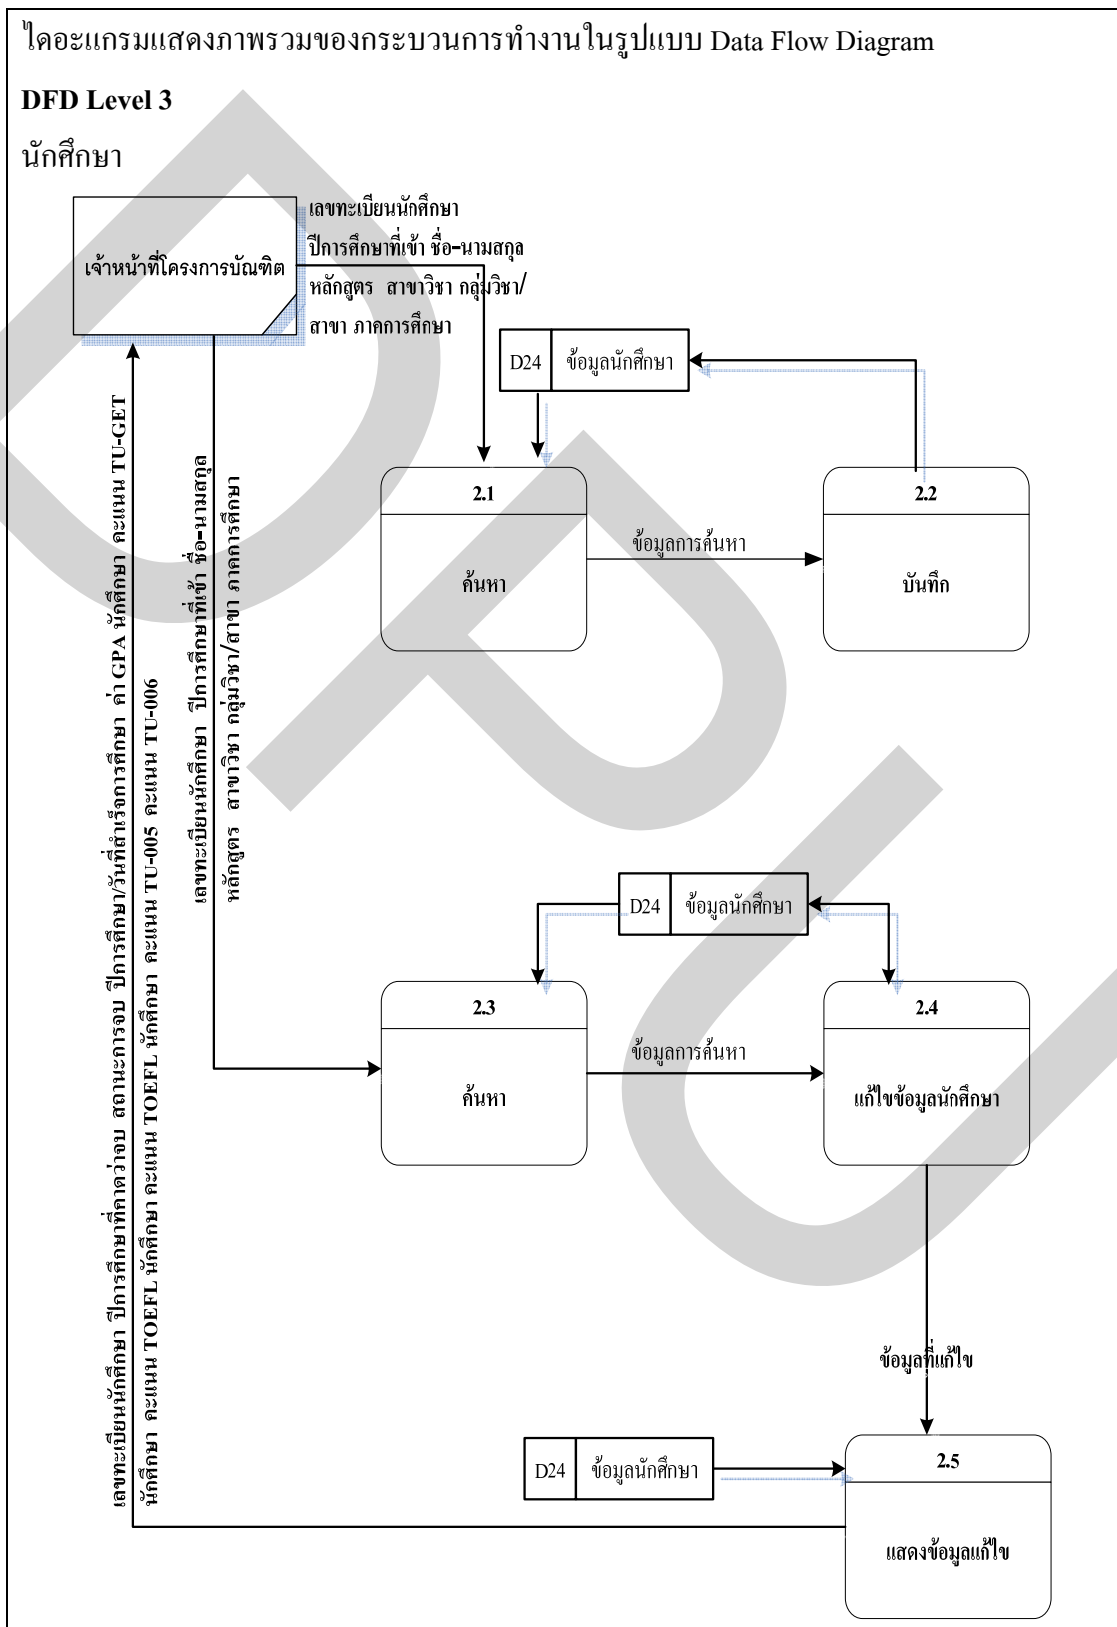 ไดอะแกรมแสดงภาพรวมของกระบวนการทำงานในรูปแบบ Data Flow Diagram
DFD Level 3
นักศึกษา
เจ้าหน้าที่โครงการบัณฑิต
เลขทะเบียนนักศึกษา
ปีการศึกษาที่เข้า ชื่อ-นามสกุล
หลักสูตร สาขาวิชา กลุ่มวิชา/
สาขา ภาคการศึกษา
D24 ข้อมูลนักศึกษา
2.1
ค้นหา
ข้อมูลการค้นหา
2.2
บันทึก
เลขทะเบียนนักศึกษา ปีการศึกษาที่เข้า ชื่อ-นามสกุล
หลักสูตร สาขาวิชา กลุ่มวิชา/สาขา ภาคการศึกษา
เลขทะเบียนนักศึกษา ปีการศึกษาที่คาดว่าจบ สถานะการจบ ปีการศึกษา/วันที่สำเร็จการศึกษา ค่า GPA นักศึกษา คะแนน TU-GET
นักศึกษา คะแนน TOEFL นักศึกษา คะแนน TOEFL นักศึกษา คะแนน TU-005 คะแนน TU-006
D24 ข้อมูลนักศึกษา
2.3
ค้นหา
ข้อมูลการค้นหา
2.4
แก้ไขข้อมูลนักศึกษา
ข้อมูลที่แก้ไข
D24 ข้อมูลนักศึกษา
2.5
แสดงข้อมูลแก้ไข
DPU